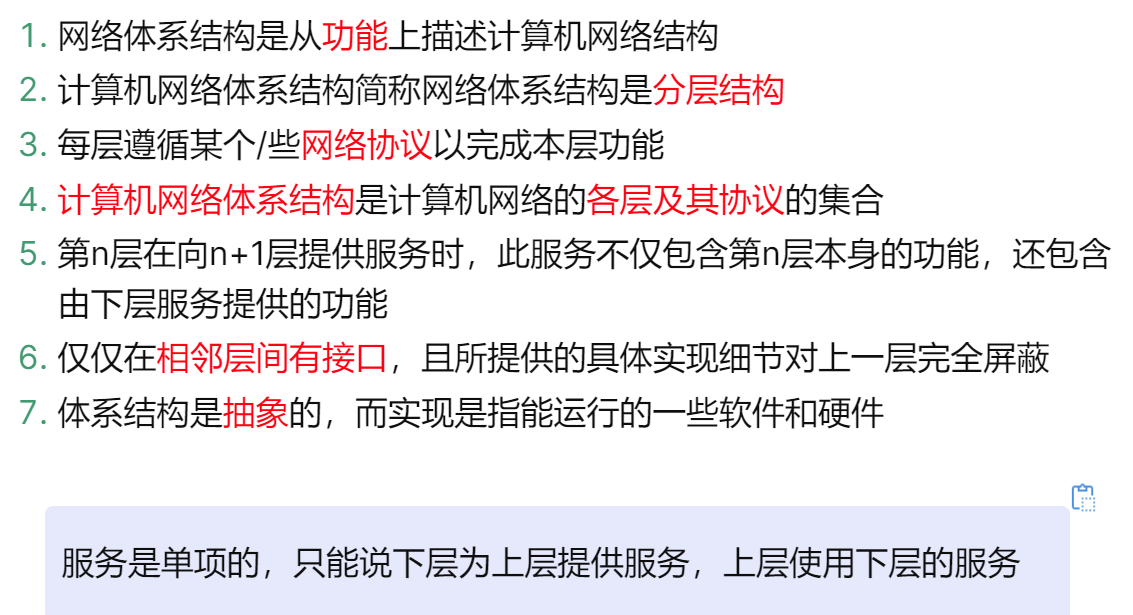 1. 网络体系结构是从功能上描述计算机网络结构
2. 计算机网络体系结构简称网络体系结构是分层结构
3. 每层遵循某个/些网络协议以完成本层功能
4. 计算机网络体系结构是计算机网络的各层及其协议的集合
5. 第n层在向n+1层提供服务时，此服务不仅包含第n层本身的功能，还包含
由下层服务提供的功能
6. 仅仅在相邻层间有接口，且所提供的具体实现细节对上一层完全屏蔽
7. 体系结构是抽象的，而实现是指能运行的一些软件和硬件
服务是单项的，只能说下层为上层提供服务，上层使用下层的服务